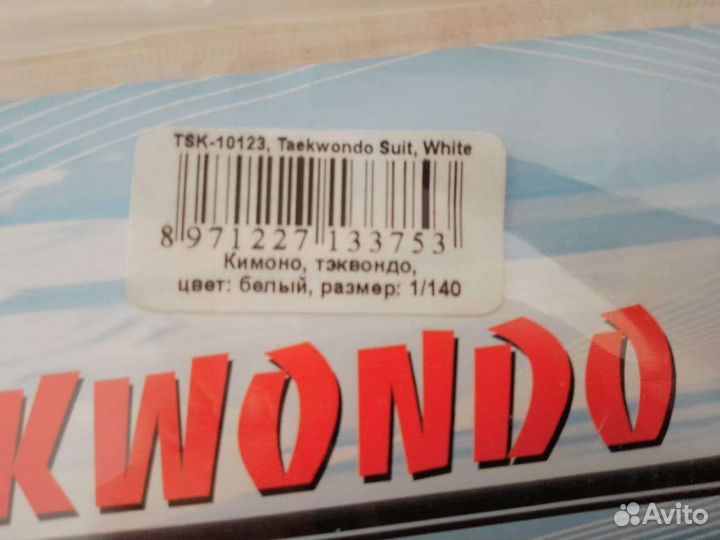 TSK-10123, Taekwondo Suit, White
8 971227 133753
Кимоно, тэквондо,
цвет: белый, размер: 1/140
KWONDO
Avito